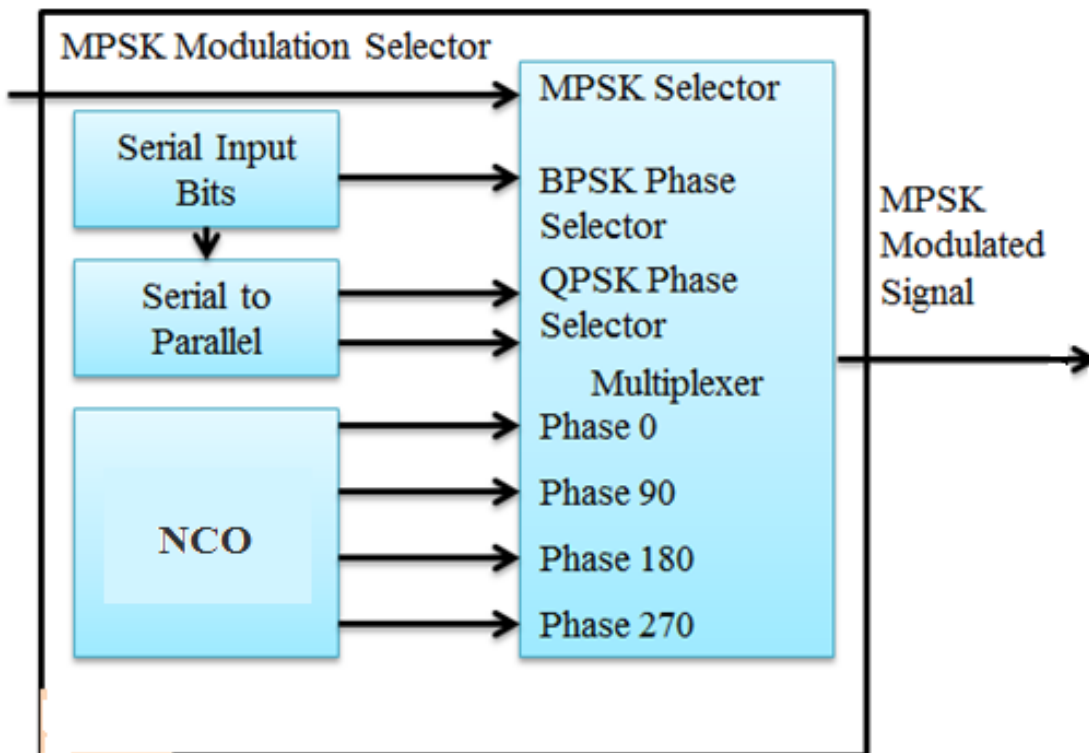 MPSK Modulation Selector
Serial Input
Bits
Serial to
Parallel
NCO
MPSK Selector
BPSK Phase
Selector
QPSK Phase
Selector
Multiplexer
Phase 0
Phase 90
Phase 180
Phase 270
MPSK
Modulated
Signal